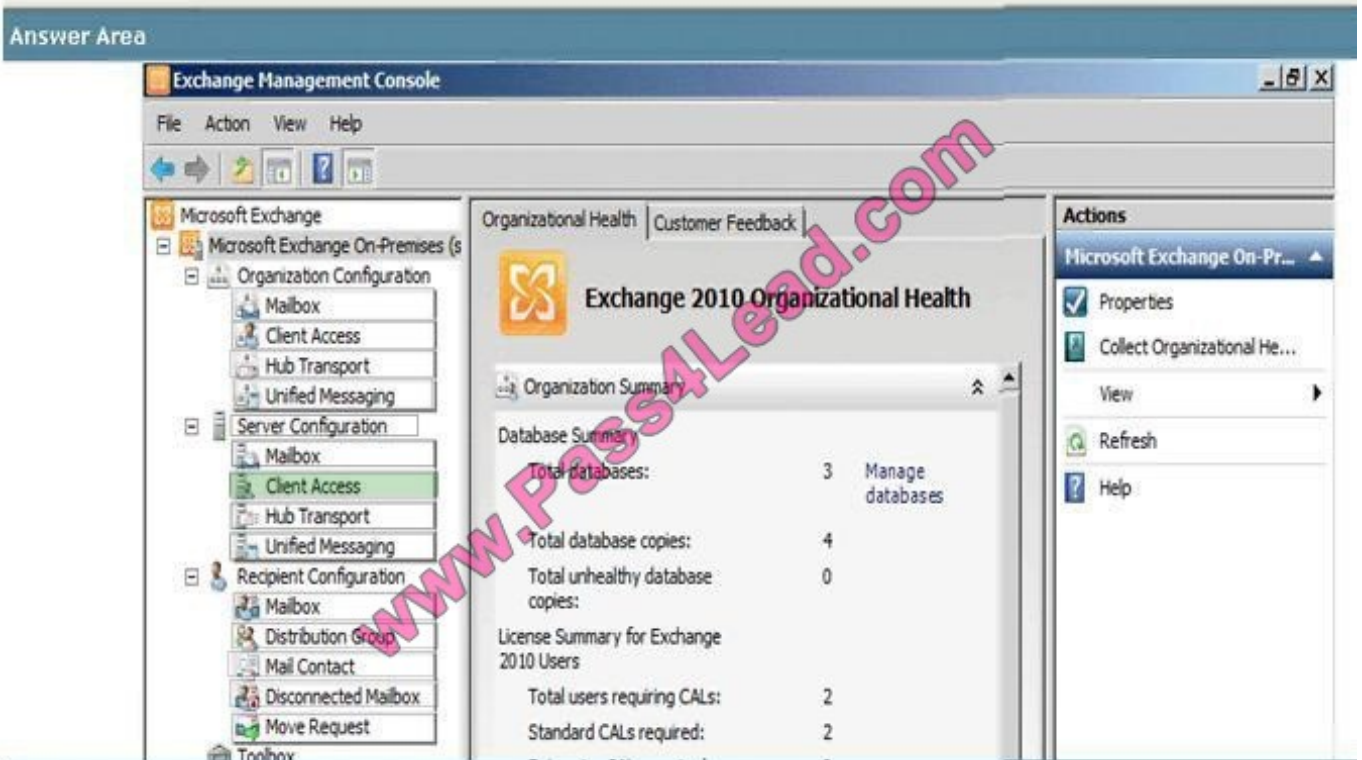 Answer Area
Exchange Management Console
File Action View Help
Microsoft Exchange
Microsoft Exchange On-Premises (s
Organization Configuration
Mailbox
Client Access
Hub Transport
Unified Messaging
Server Configuration
Mailbox
Client Access
Hub Transport
Unified Messaging
Recipient Configuration
Mailbox
Distribution Group
Mail Contact
Disconnected Mailbox
Move Request
Toolbox
Organizational Health Customer Feedback
Exchange 2010 Organizational Health
Organization Summary
Database Summary
Total databases: 3 Manage databases
Total database copies: 4
Total unhealthy database copies: 0
License Summary for Exchange
2010 Users
Total users requiring CALs: 2
Standard CALs required: 2
Actions
Microsoft Exchange On-Pr...
Properties
Collect Organizational He...
View
Refresh
Help
www.Pass4Lead.com